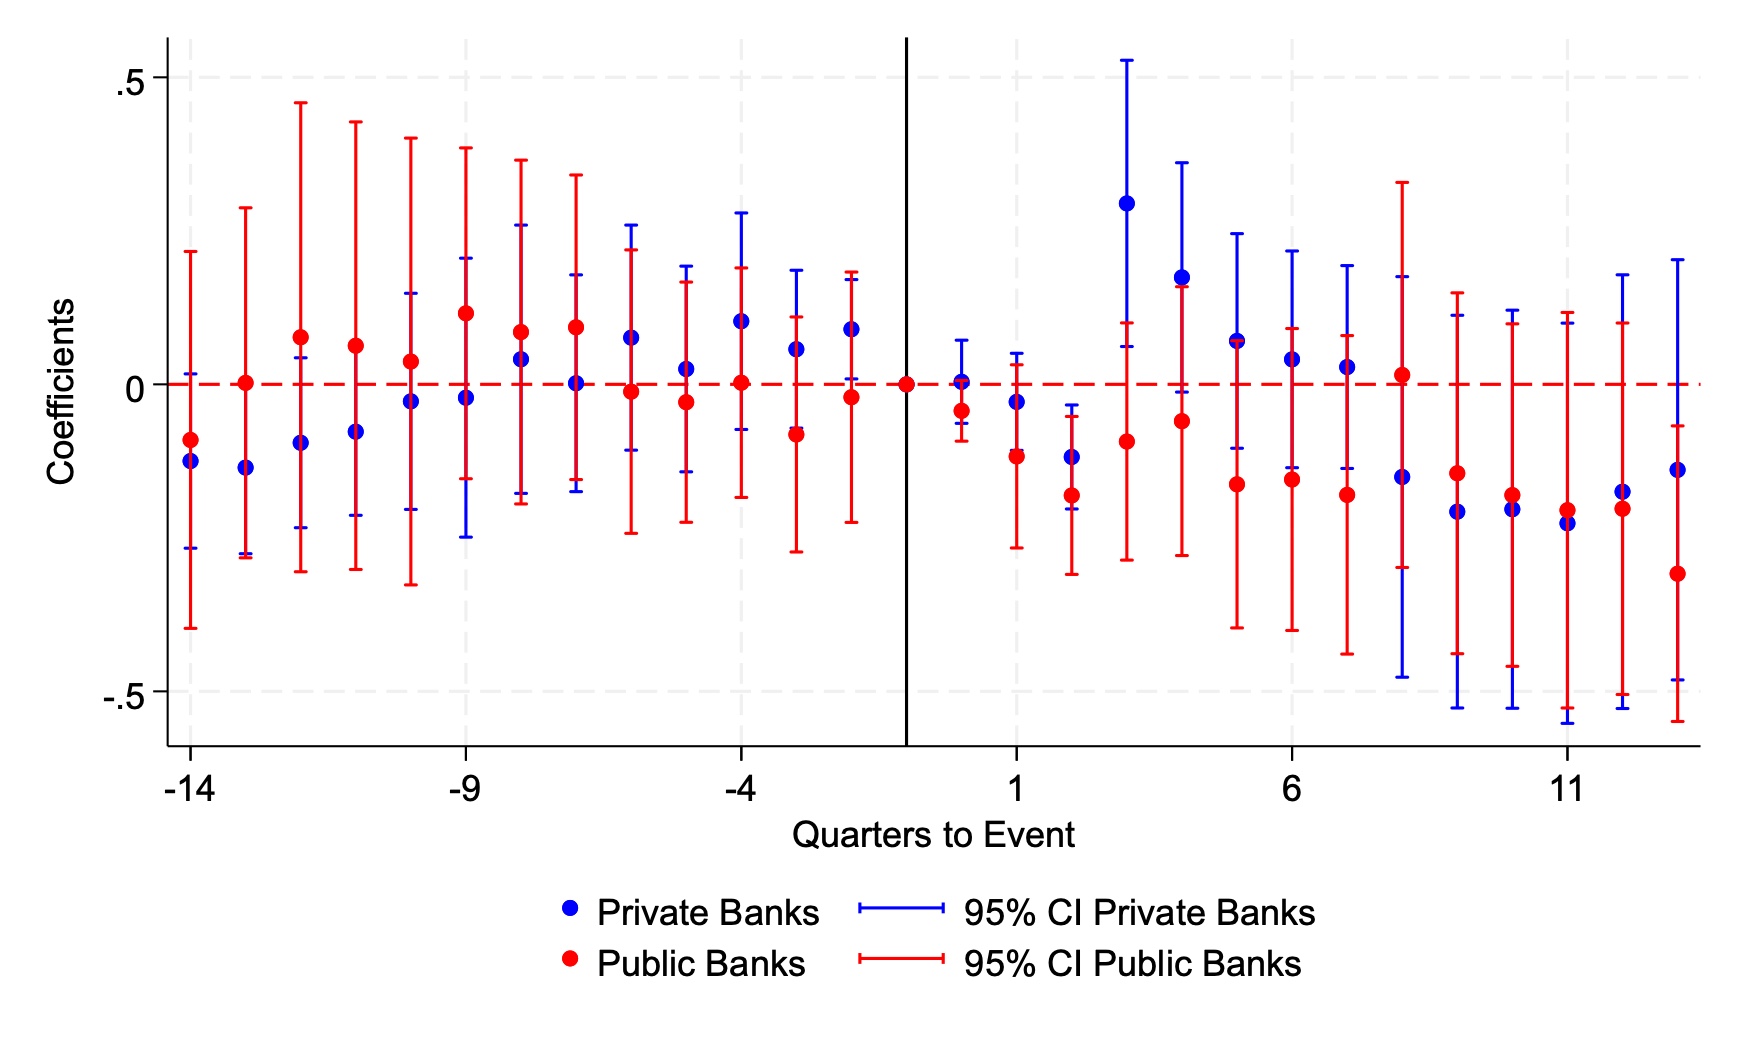 .5
0
-.5
Coefficients
-14 -9 -4 1 6 11
Quarters to Event
Private Banks 95% CI Private Banks
Public Banks 95% CI Public Banks